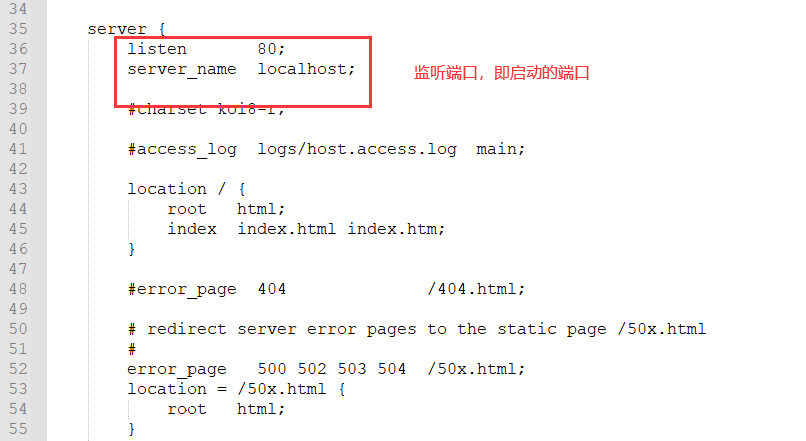 34
35 server {
36 listen 80;
37 server_name localhost;
监听端口，即启动的端口
38
39 #charset koi8-r;
40
41 #access_log logs/host.access.log main;
42
43 location / {
44 root html;
45 index index.html index.htm;
46 }
47
48 #error_page 404 /404.html;
49
50 # redirect server error pages to the static page /50x.html
51 #
52 error_page 500 502 503 504 /50x.html;
53 location = /50x.html {
54 root html;
55 }